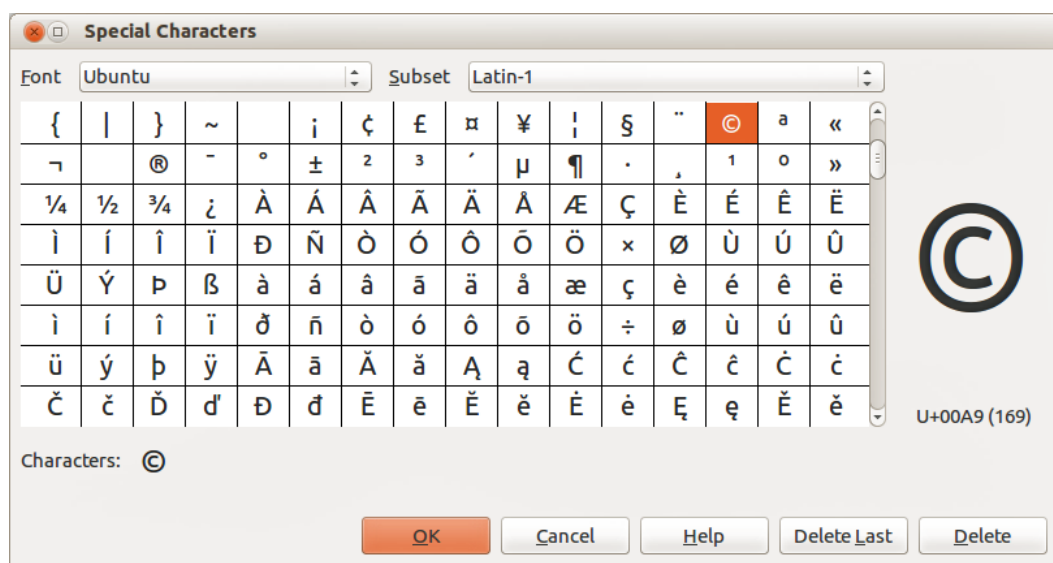 Special Characters
Font Ubuntu Subset Latin-1
{ | } ~ ¡ ¢ £ ¤ ¥ ¦ § ¨ © ª «
¬ ® ¯ ° ± ² ³ ´ µ ¶ · ¸ ¹ º »
¼ ½ ¾ ¿ À Á Â Ã Ä Å Æ Ç È É Ê Ë
Ì Í Î Ï Ð Ñ Ò Ó Ô Õ Ö × Ø Ù Ú Û
Ü Ý Þ ß à á â ã ä å æ ç è é ê ë
ì í î ï ð ñ ò ó ô õ ö ÷ ø ù ú û
ü ý þ ÿ Ā ā Ă ă Ą ą Ć ć Ĉ ĉ Ċ ċ
Č č Ď ď Đ đ Ē ē Ĕ ĕ Ė ė Ę ę Ě ě
©
U+00A9 (169)
Characters: ©
OK Cancel Help Delete Last Delete